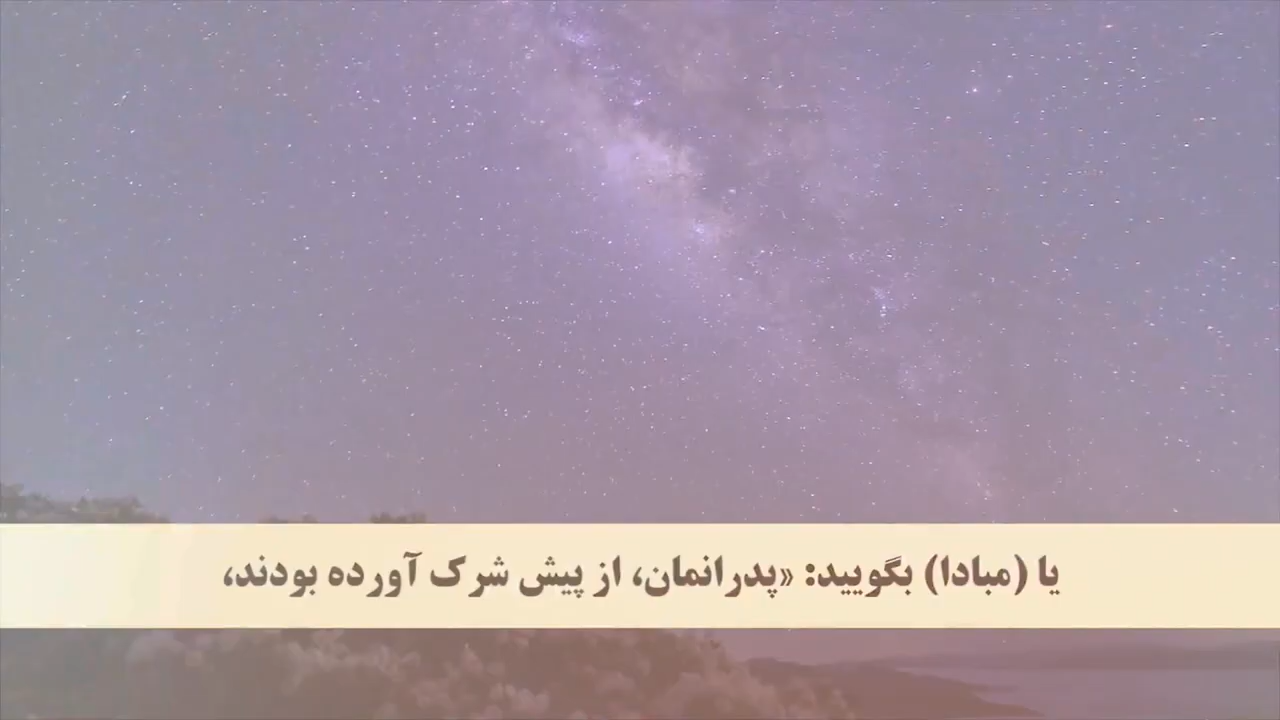 یا (مبادا) بگویید: «پدرانمان، از پیش شرک آورده بودند،